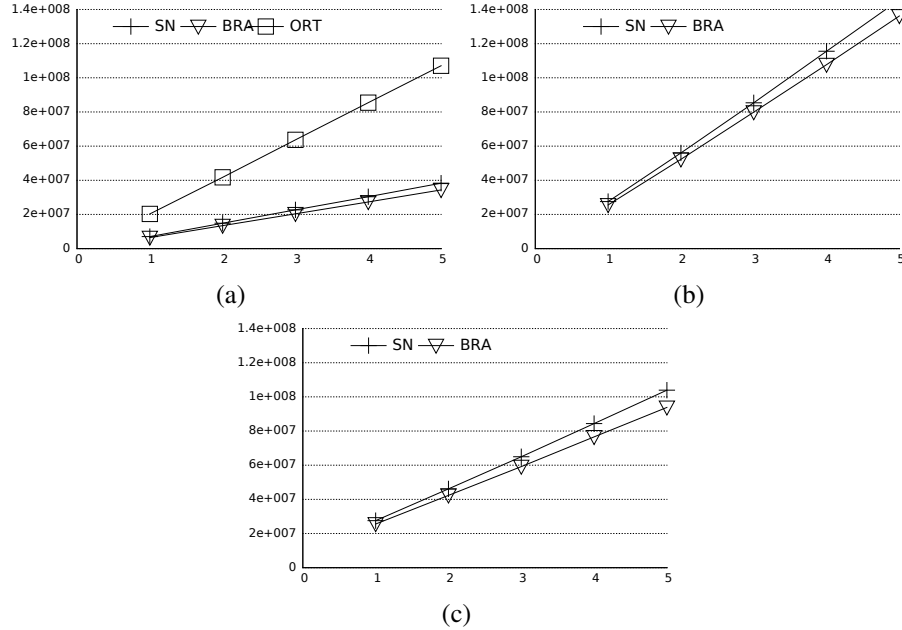 1.4e+008
SN BRA ORT
1.2e+008
1e+008
8e+007
6e+007
4e+007
2e+007
0
0 1 2 3 4 5
(a)
1.4e+008
SN BRA
1.2e+008
1e+008
8e+007
6e+007
4e+007
2e+007
0
0 1 2 3 4 5
(b)
1.4e+008
SN BRA
1.2e+008
1e+008
8e+007
6e+007
4e+007
2e+007
0
0 1 2 3 4 5
(c)